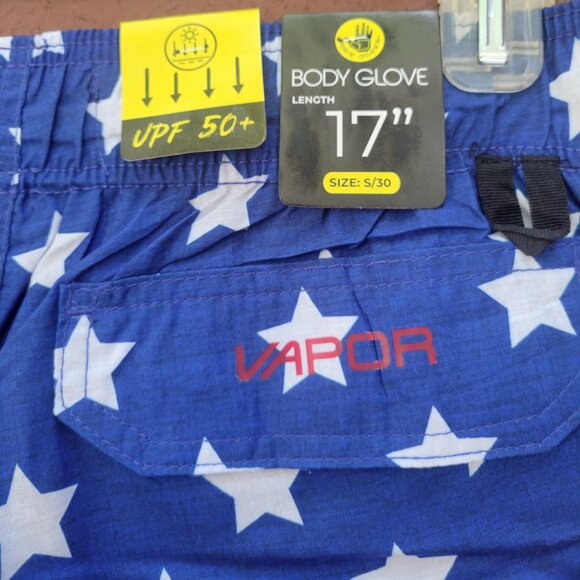 UPF 50+
BODY GLOVE
LENGTH
17”
SIZE: S/30
VAPOR